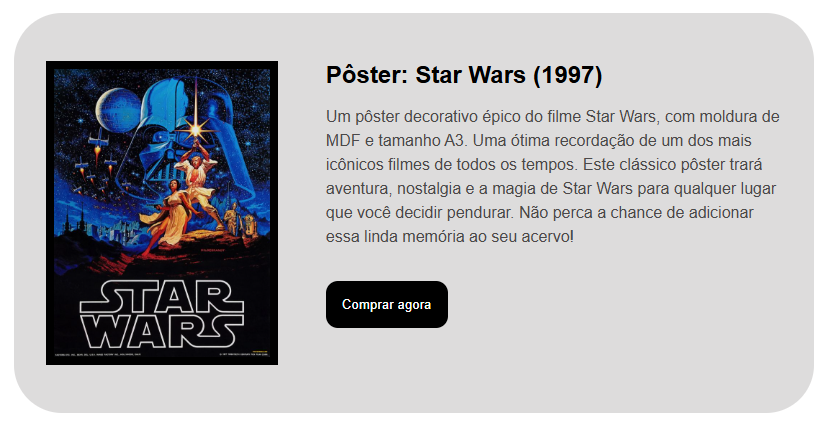 Pôster: Star Wars (1997)
Um pôster decorativo épico do filme Star Wars, com moldura de
MDF e tamanho A3. Uma ótima recordação de um dos mais
icônicos filmes de todos os tempos. Este clássico pôster trará
aventura, nostalgia e a magia de Star Wars para qualquer lugar
que você decidir pendurar. Não perca a chance de adicionar
essa linda memória ao seu acervo!
Comprar agora
STAR
WARS